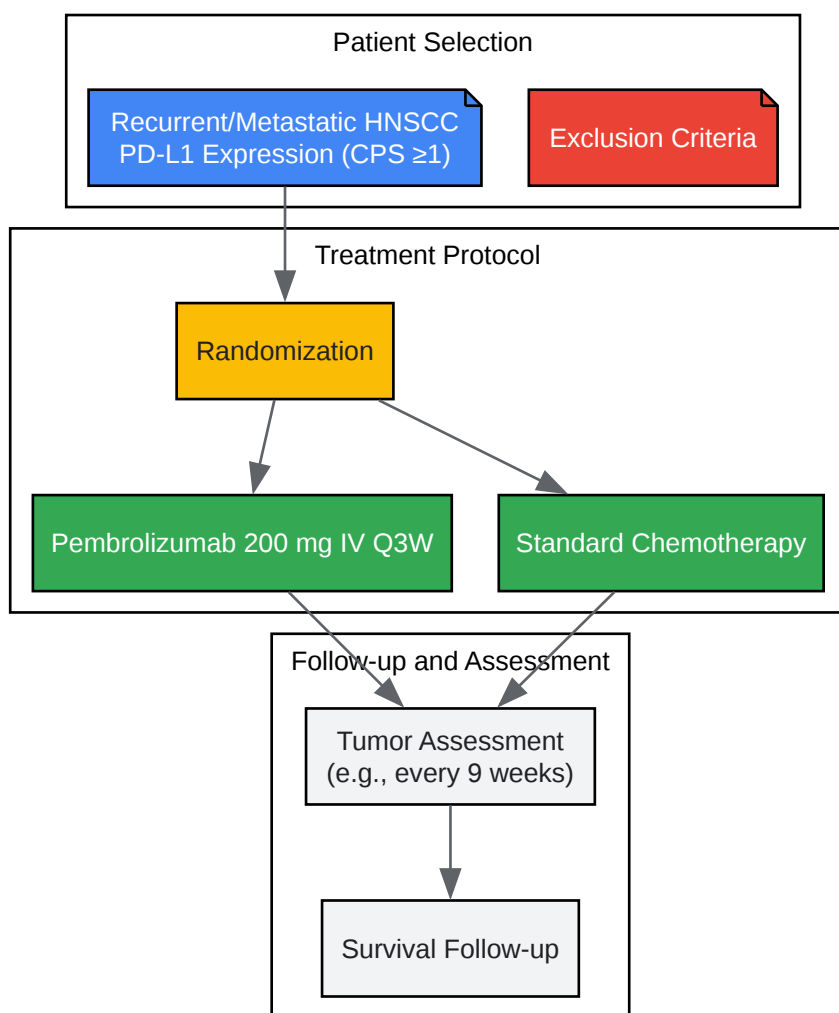 Patient Selection
Recurrent/Metastatic HNSCC
PD-L1 Expression (CPS ≥1)
Exclusion Criteria
Treatment Protocol
Randomization
Pembrolizumab 200 mg IV Q3W
Standard Chemotherapy
Follow-up and Assessment
Tumor Assessment
(e.g., every 9 weeks)
Survival Follow-up